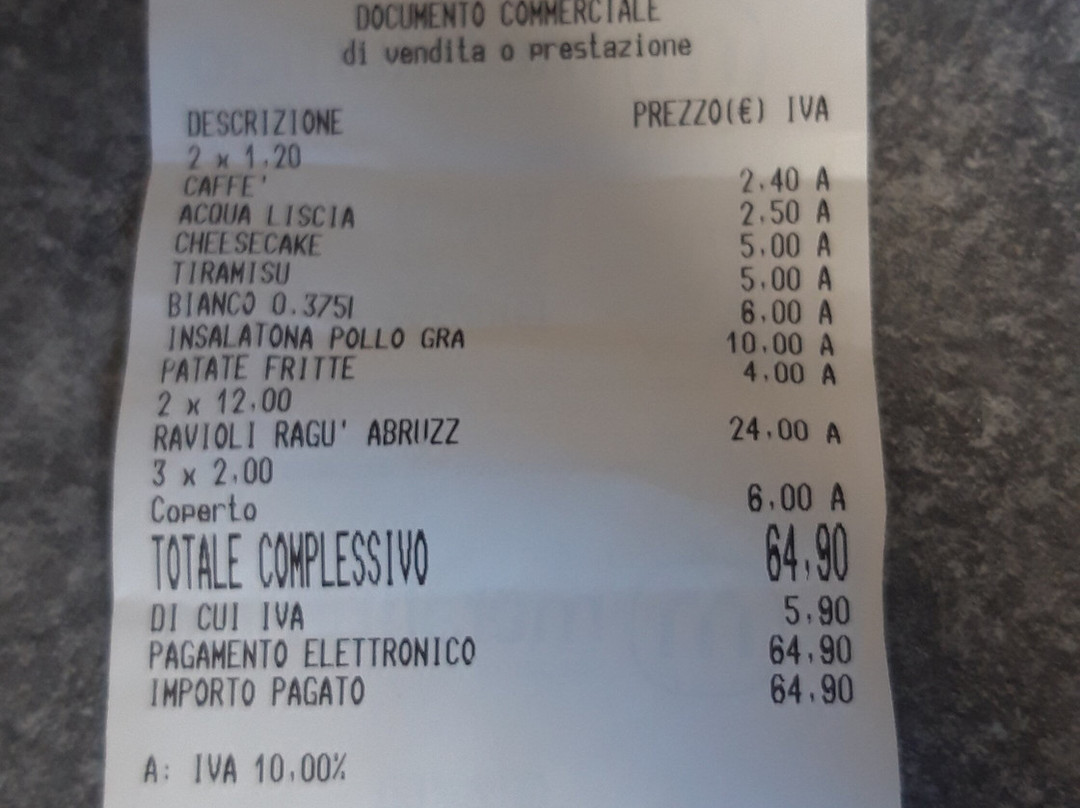 DOCUMENTO COMMERCIALE
di vendita o prestazione
DESCRIZIONE PREZZO(€) IVA
2 x 1,20
CAFFE' 2,40 A
ACQUA LISCIA 2,50 A
CHEESECAKE 5,00 A
TIRAMISU 5,00 A
BIANCO 0.375l 6,00 A
INSALATONA POLLO GRA 10,00 A
PATATE FRITTE 4,00 A
2 x 12,00
RAVIOLI RAGU' ABRUZZ 24,00 A
3 x 2,00
Coperto 6,00 A
TOTALE COMPLESSIVO 64,90
DI CUI IVA 5,90
PAGAMENTO ELETTRONICO 64,90
IMPORTO PAGATO 64,90
A: IVA 10,00%